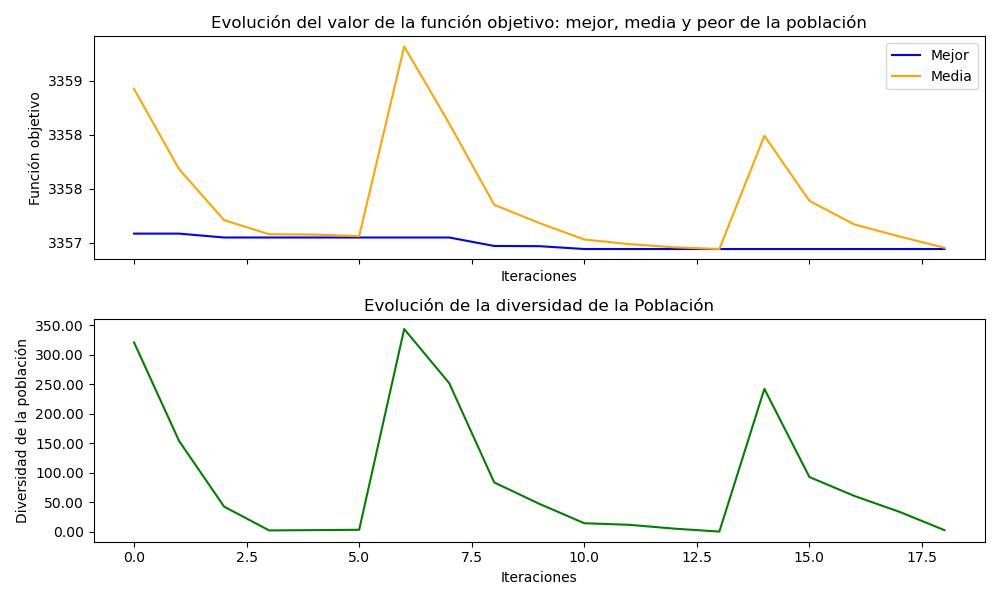 Evolución del valor de la función objetivo: mejor, media y peor de la población
Mejor
Media
3359
3358
3358
3357
Función objetivo
Iteraciones
Evolución de la diversidad de la Población
350.00
300.00
250.00
200.00
150.00
100.00
50.00
0.00
Diversidad de la población
0.0 2.5 5.0 7.5 10.0 12.5 15.0 17.5
Iteraciones